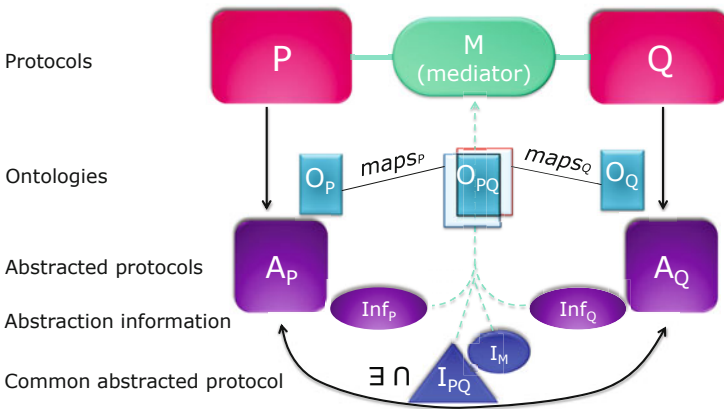 Protocols
P
M
(mediator)
Q
Ontologies
O_P
maps_P
O_PQ
maps_Q
O_Q
Abstracted protocols
A_P
A_Q
Abstraction information
Inf_P
Inf_Q
Common abstracted protocol
∃ ∩
I_PQ
I_M